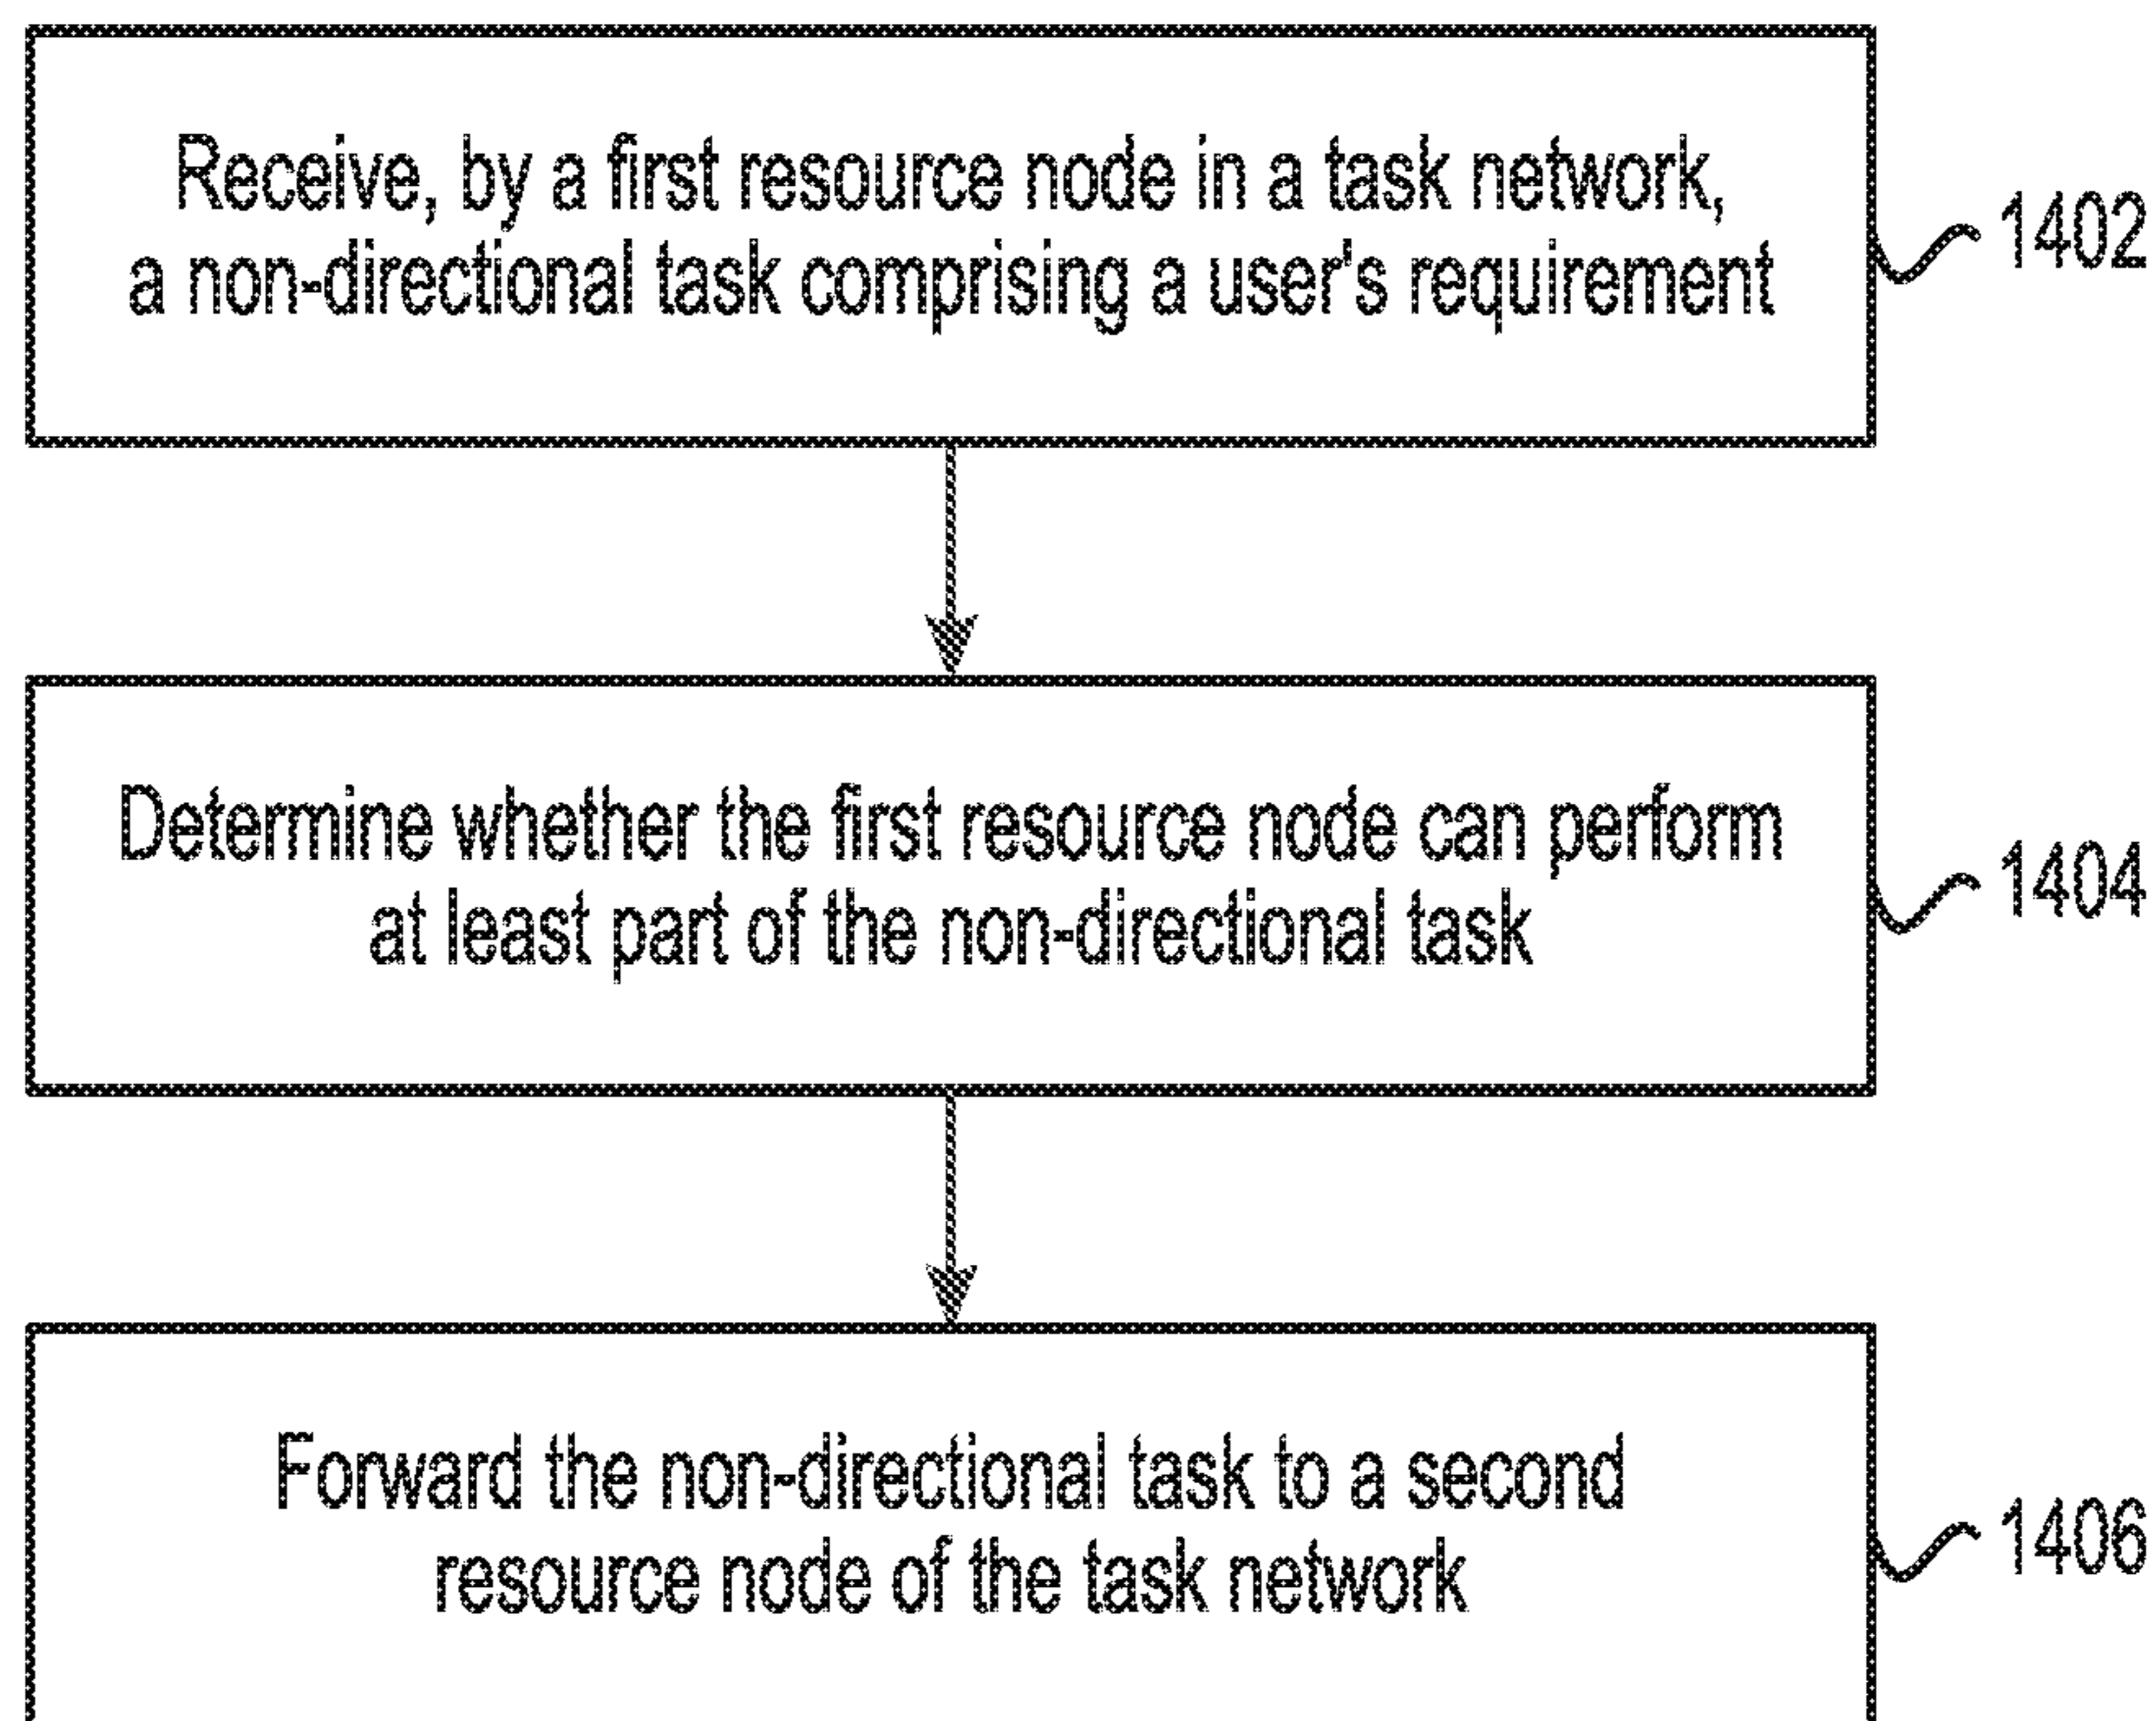 Receive, by a first resource node in a task network,
a non-directional task comprising a user's requirement
1402
Determine whether the first resource node can perform
at least part of the non-directional task
1404
Forward the non-directional task to a second
resource node of the task network
1406